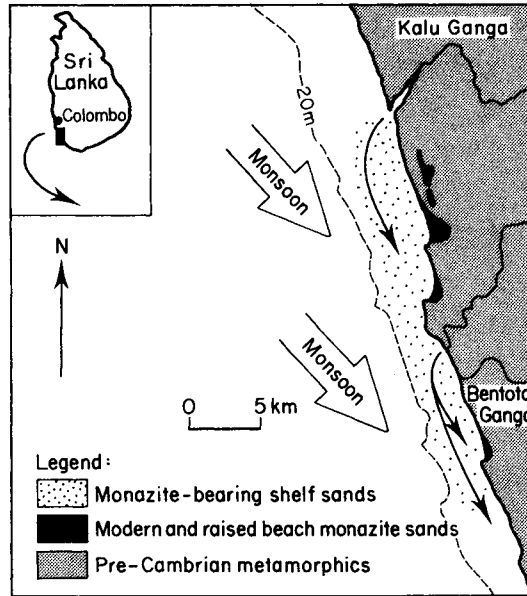 Kalu Ganga
Sri
Lanka
Colombo
20m
Monsoon
N
Monsoon
0 5 km
Bentota
Ganga
Legend:
Monazite-bearing shelf sands
Modern and raised beach monazite sands
Pre-Cambrian metamorphics